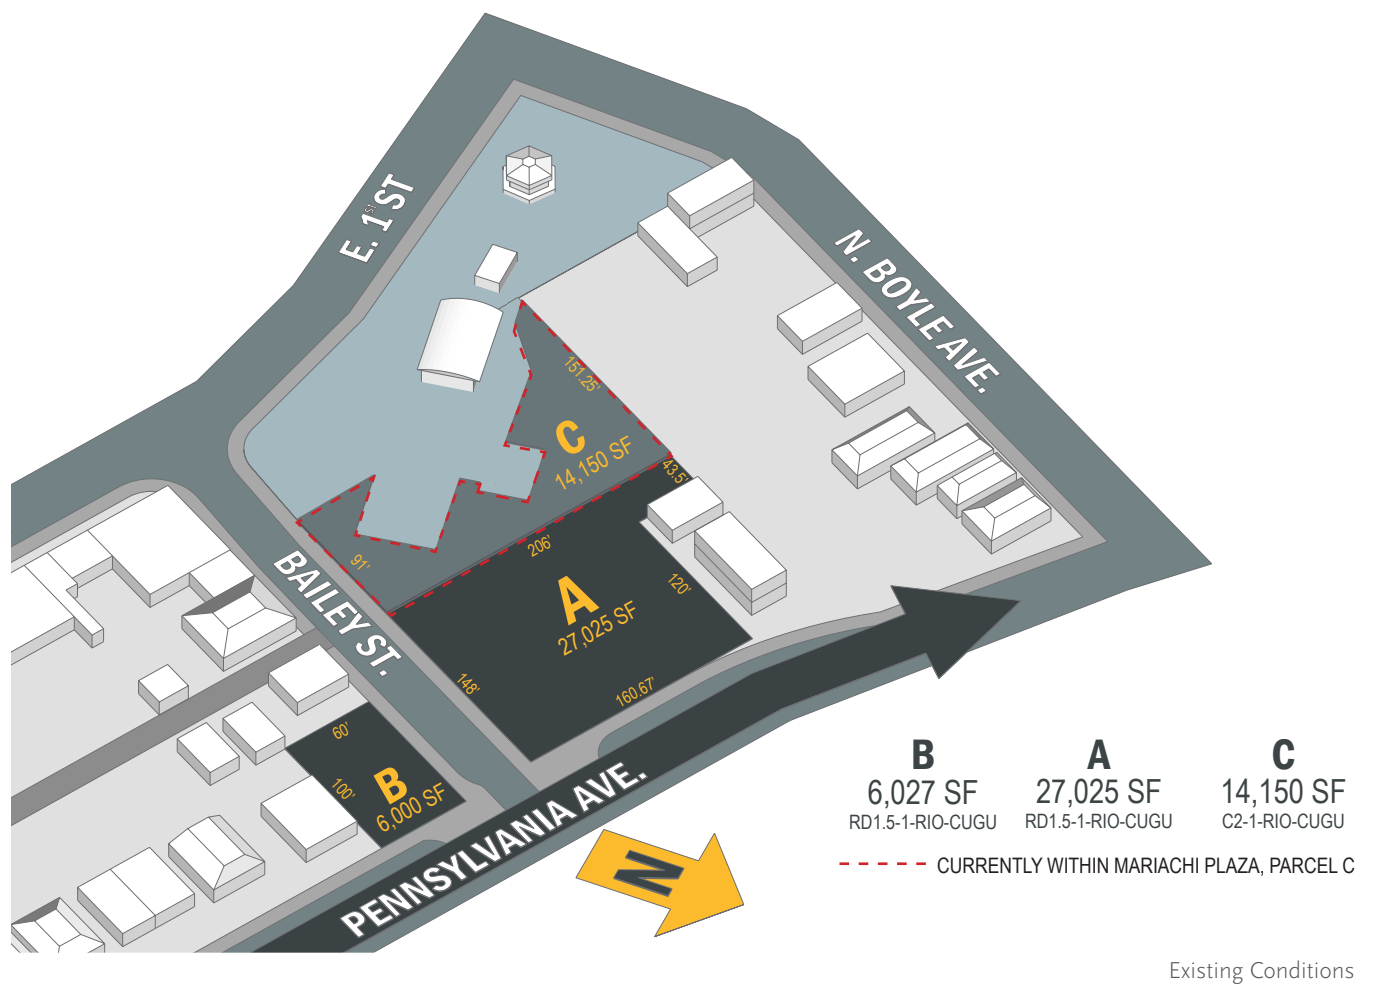 E. 1ST ST
N. BOYLE AVE.
151.25'
C
14,150 SF
43.5'
91'
206'
A
27,025 SF
120'
BAILEY ST.
148'
160.67'
60'
100'
B
6,000 SF
PENNSYLVANIA AVE.
N
B
6,027 SF
RD1.5-1-RIO-CUGU
A
27,025 SF
RD1.5-1-RIO-CUGU
C
14,150 SF
C2-1-RIO-CUGU
CURRENTLY WITHIN MARIACHI PLAZA, PARCEL C
Existing Conditions